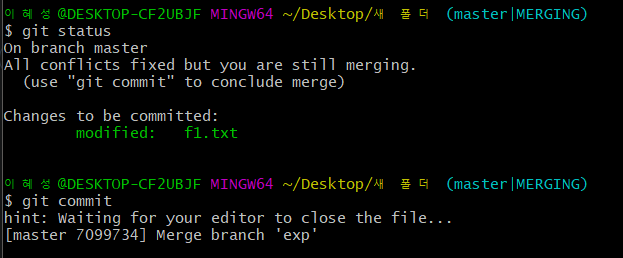 이 혜 성 @DESKTOP-CF2UBJF MINGW64 ~/Desktop/새 폴 더 (master|MERGING)
$ git status
On branch master
All conflicts fixed but you are still merging.
  (use "git commit" to conclude merge)
Changes to be committed:
        modified:   f1.txt
이 혜 성 @DESKTOP-CF2UBJF MINGW64 ~/Desktop/새 폴 더 (master|MERGING)
$ git commit
hint: Waiting for your editor to close the file...
[master 7099734] Merge branch 'exp'